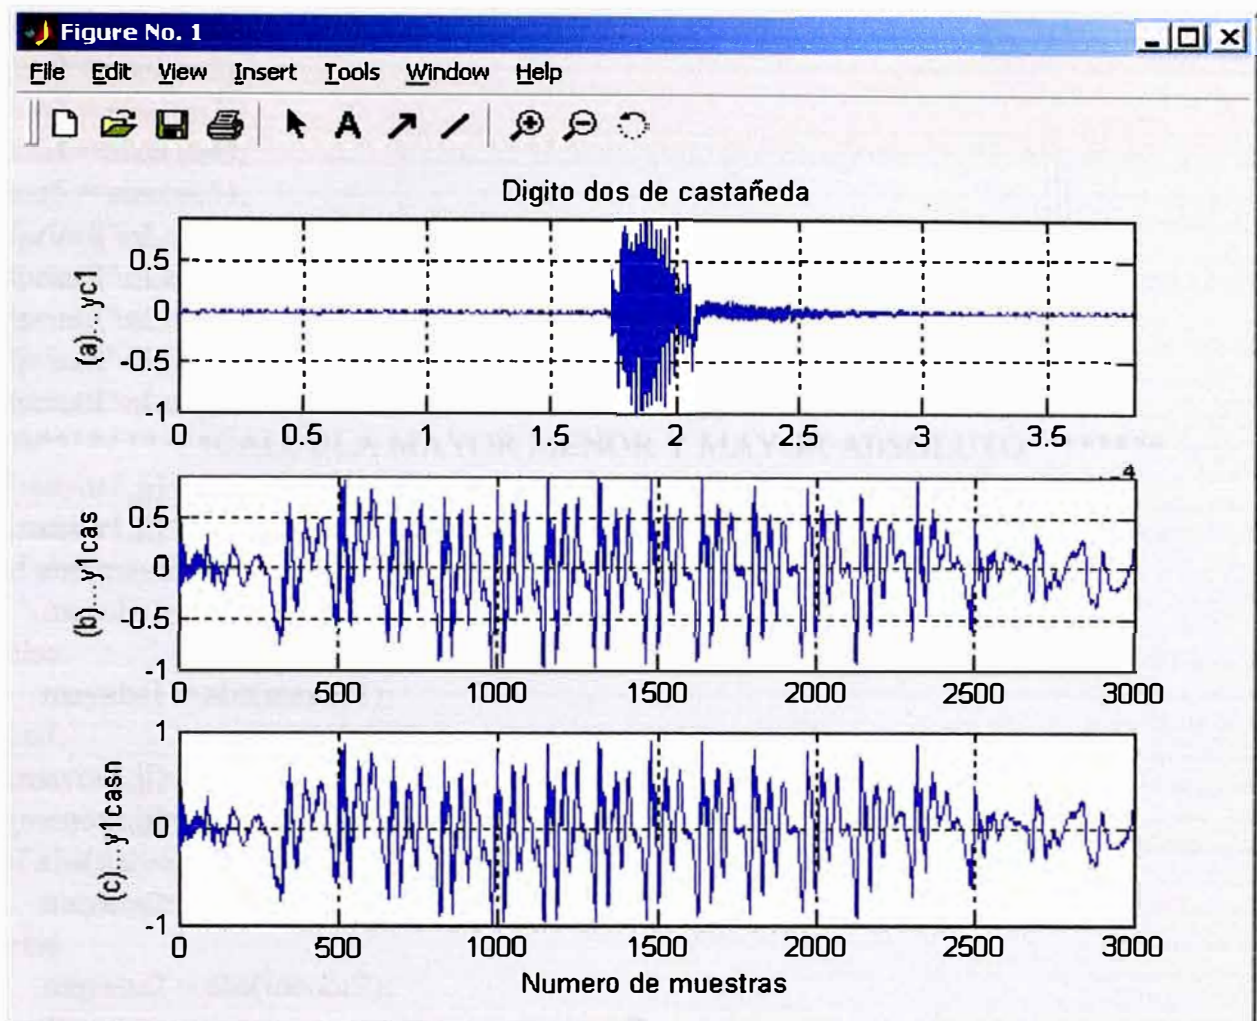 Figure No. 1
File Edit View Insert Tools Window Help
A
Digito dos de castañeda
(a)..yc1
0.5
0
-0.5
-1
0 0.5 1 1.5 2 2.5 3 3.5
4
(b)...y1cas
0.5
0
-0.5
-1
0 500 1000 1500 2000 2500 3000
(c)..y1casn
1
0
-1
0 500 1000 1500 2000 2500 3000
Numero de muestras